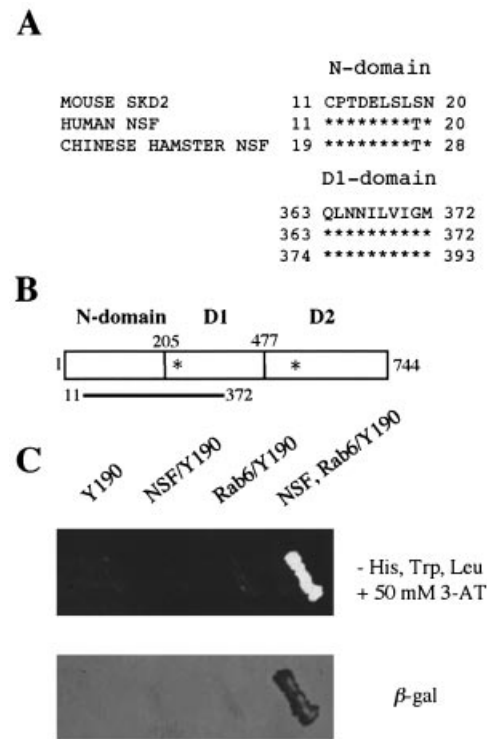 A
N-domain
MOUSE SKD2 11 CPTDELSLSN 20
HUMAN NSF 11 ********T* 20
CHINESE HAMSTER NSF 19 ********T* 28
D1-domain
363 QLNNILVIGM 372
363 ********** 372
374 ********** 393
B
N-domain D1 D2
205 477
1 * * 744
11 372
C
Y190 NSF/Y190 Rab6/Y190 NSF, Rab6/Y190
- His, Trp, Leu
+ 50 mM 3-AT
β-gal